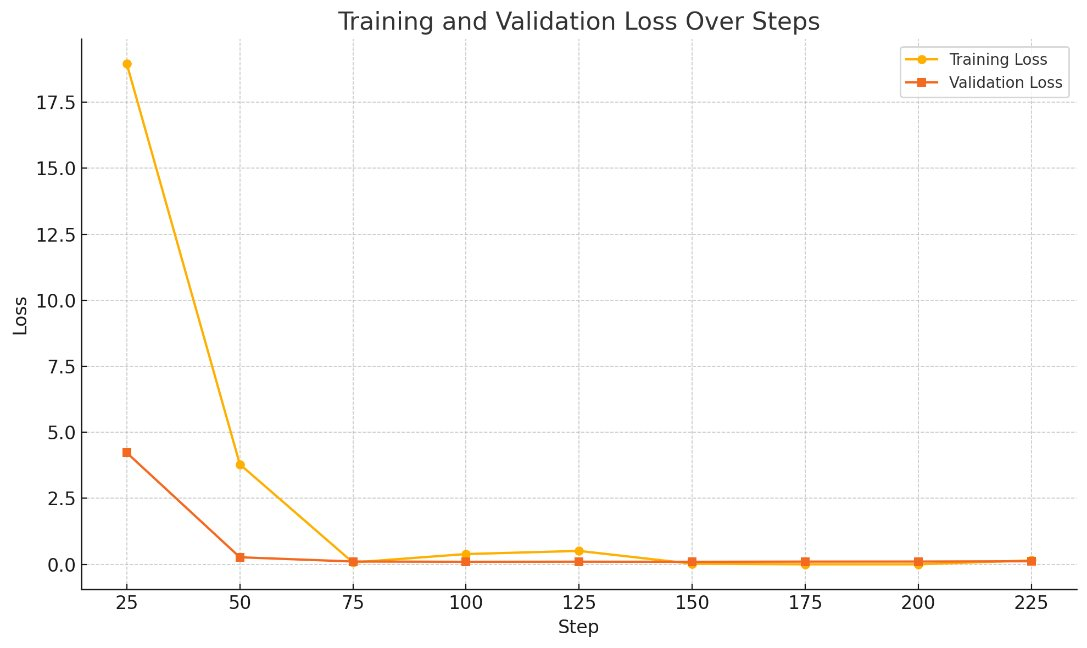 Training and Validation Loss Over Steps
Training Loss
Validation Loss
17.5
15.0
12.5
10.0
7.5
5.0
2.5
0.0
Loss
25 50 75 100 125 150 175 200 225
Step